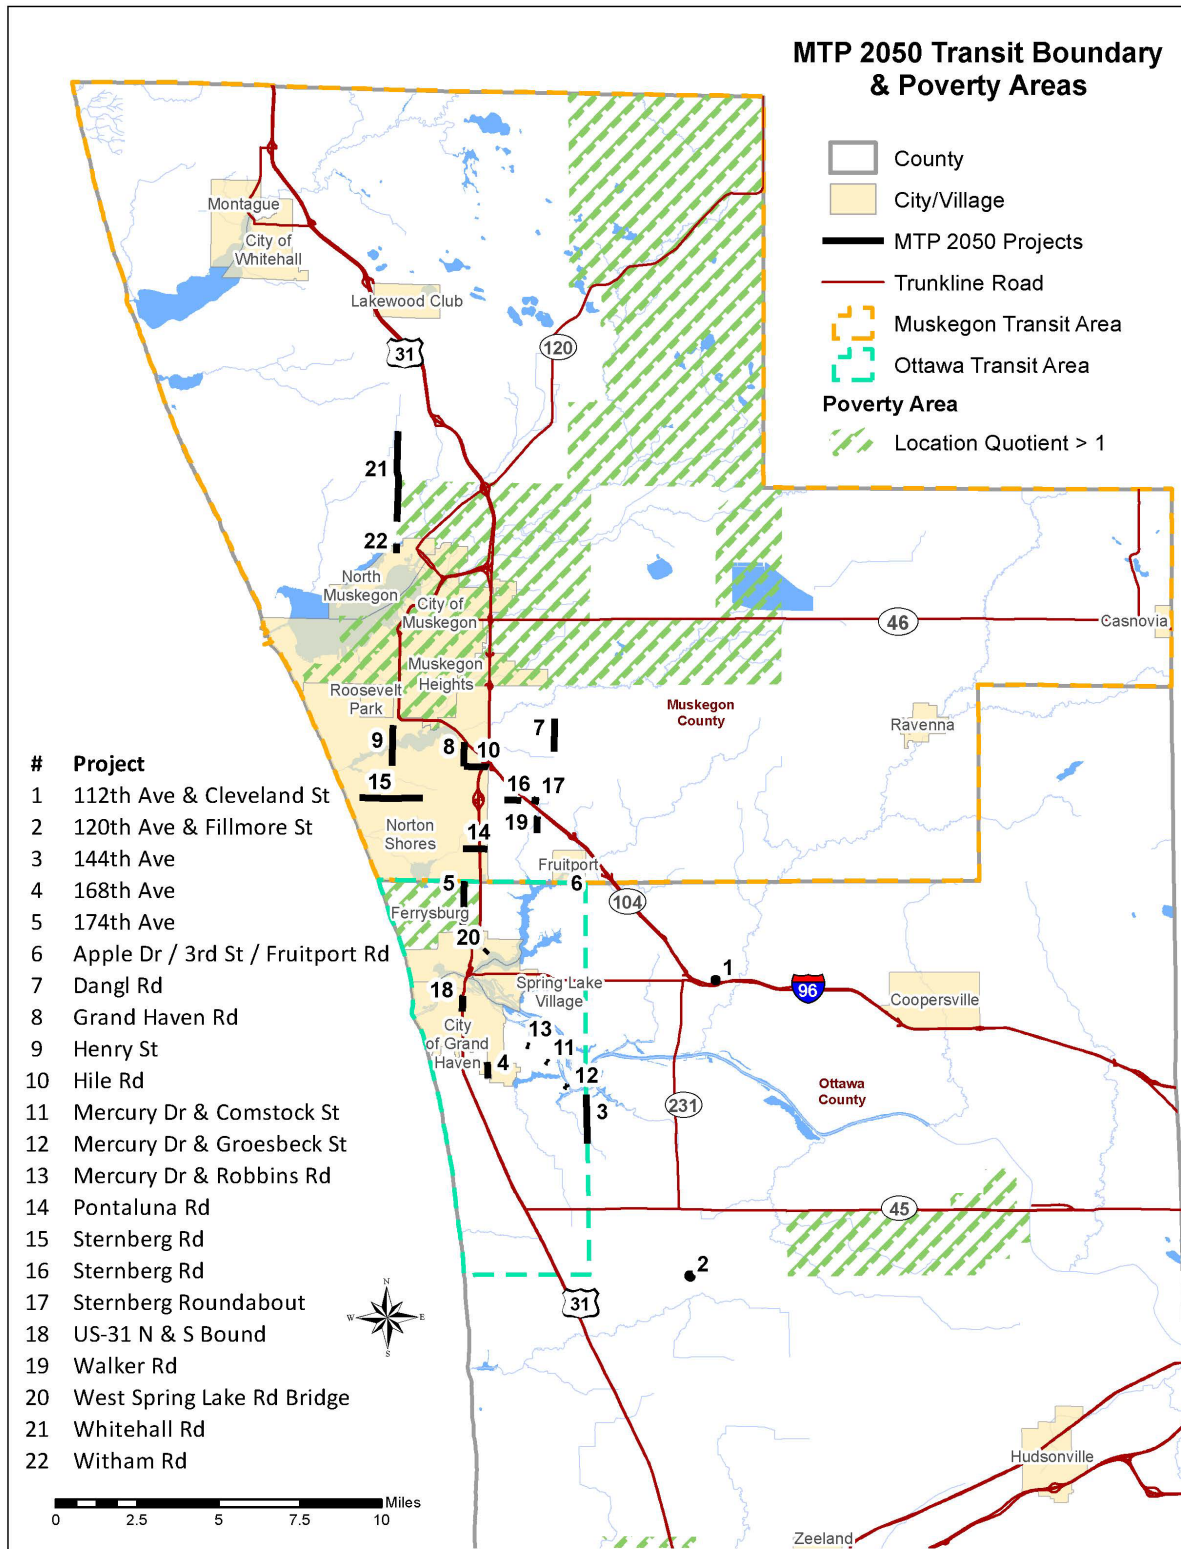 MTP 2050 Transit Boundary
& Poverty Areas
County
City/Village
MTP 2050 Projects
Trunkline Road
Muskegon Transit Area
Ottawa Transit Area
Poverty Area
Location Quotient > 1
Montague
City of
Whitehall
Lakewood Club
31
120
21
22
North
Muskegon
City of
Muskegon
46
Casnovia
Muskegon
Heights
Roosevelt
Park
Muskegon
County
Ravenna
7
9
8
10
15
16
17
19
Norton
Shores
14
Fruitport
5
6
104
Ferrysburg
20
1
96
Spring Lake
Village
Coopersville
18
City
of Grand
Haven
13
11
4
12
3
231
Ottawa
County
45
2
31
Hudsonville
Zeeland
# Project
1 112th Ave & Cleveland St
2 120th Ave & Fillmore St
3 144th Ave
4 168th Ave
5 174th Ave
6 Apple Dr / 3rd St / Fruitport Rd
7 Dangl Rd
8 Grand Haven Rd
9 Henry St
10 Hile Rd
11 Mercury Dr & Comstock St
12 Mercury Dr & Groesbeck St
13 Mercury Dr & Robbins Rd
14 Pontaluna Rd
15 Sternberg Rd
16 Sternberg Rd
17 Sternberg Roundabout
18 US-31 N & S Bound
19 Walker Rd
20 West Spring Lake Rd Bridge
21 Whitehall Rd
22 Witham Rd
N
W E
S
Miles
0 2.5 5 7.5 10